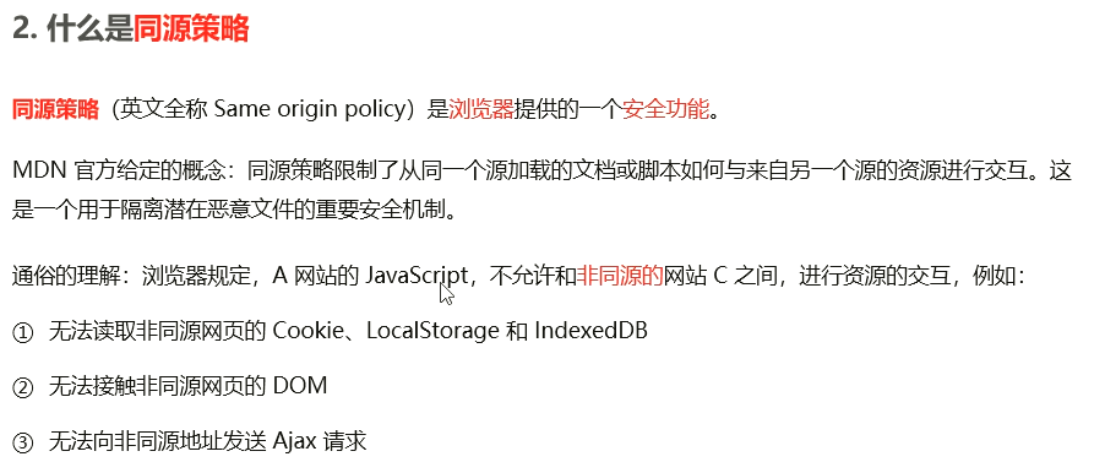 2. 什么是同源策略
同源策略（英文全称 Same origin policy）是浏览器提供的一个安全功能。
MDN 官方给定的概念：同源策略限制了从同一个源加载的文档或脚本如何与来自另一个源的资源进行交互。这
是一个用于隔离潜在恶意文件的重要安全机制。
通俗的理解：浏览器规定，A 网站的 JavaScript，不允许和非同源的网站 C 之间，进行资源的交互，例如：
① 无法读取非同源网页的 Cookie、LocalStorage 和 IndexedDB
② 无法接触非同源网页的 DOM
③ 无法向非同源地址发送 Ajax 请求